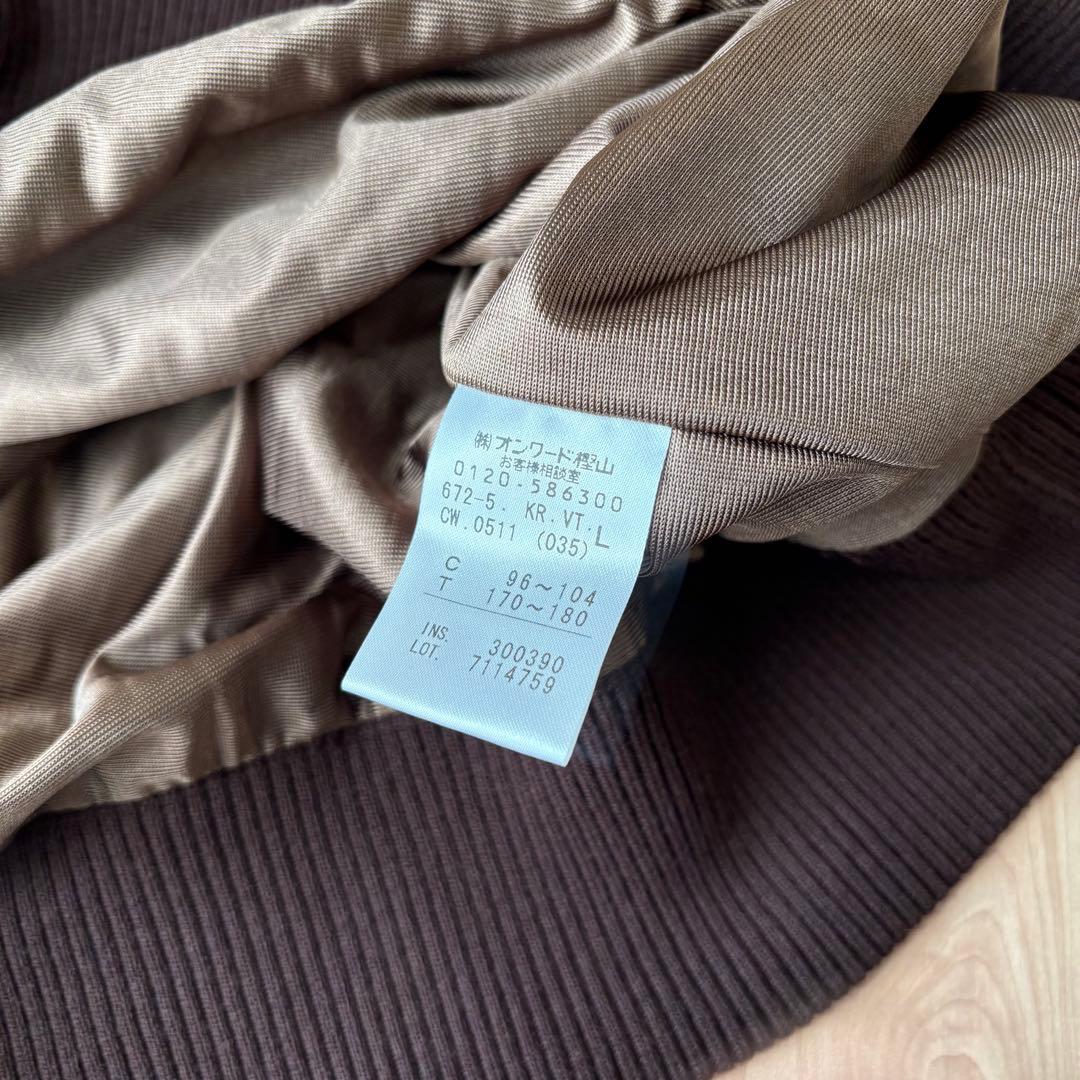 ㈱オンワード樫山
お客様相談室
0120-586300
672-5. KR.VT.L
CW.0511 (035)
C 96~104
T 170~180
INS. 300390
LOT. 7114759